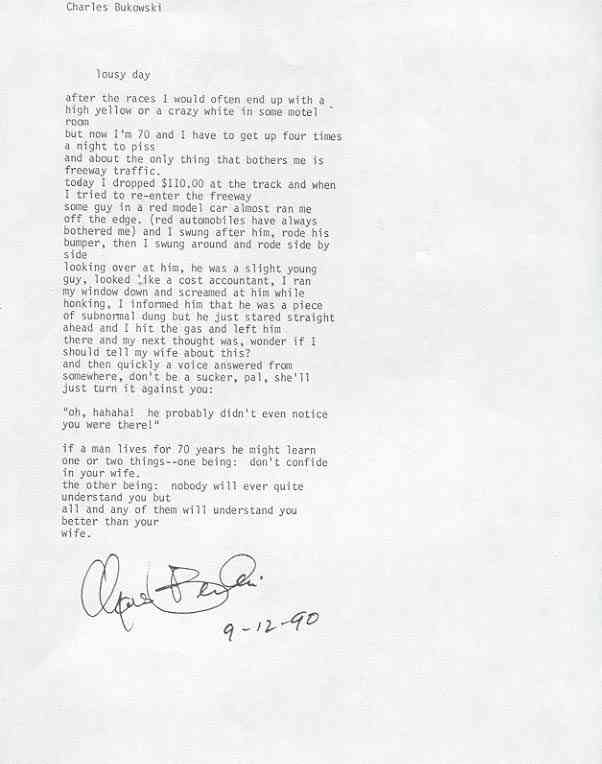 Charles Bukowski
lousy day
after the races I would often end up with a
high yellow or a crazy white in some motel
room
but now I'm 70 and I have to get up four times
a night to piss
and about the only thing that bothers me is
freeway traffic.
today I dropped $110.00 at the track and when
I tried to re-enter the freeway
some guy in a red model car almost ran me
off the edge. (red automobiles have always
bothered me) and I swung after him, rode his
bumper, then I swung around and rode side by
side
looking over at him, he was a slight young
guy, looked like a cost accountant, I ran
my window down and screamed at him while
honking, I informed him that he was a piece
of subnormal dung but he just stared straight
ahead and I hit the gas and left him
there and my next thought was, wonder if I
should tell my wife about this?
and then quickly a voice answered from
somewhere, don't be a sucker, pal, she'll
just turn it against you:
"oh, hahaha!  he probably didn't even notice
you were there!"
if a man lives for 70 years he might learn
one or two things--one being:  don't confide
in your wife.
the other being:  nobody will ever quite
understand you but
all and any of them will understand you
better than your
wife.
9-12-90